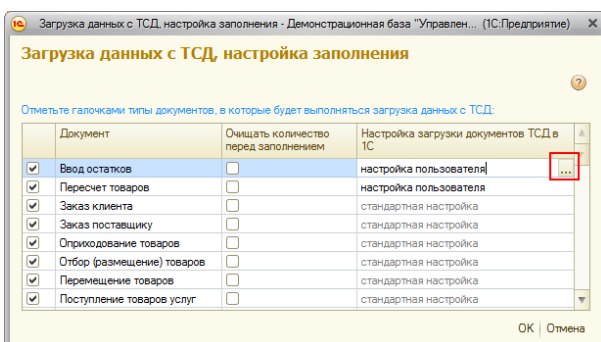 Загрузка данных с ТСД, настройка заполнения - Демонстрационная база "Управлен... (1С:Предприятие)
Загрузка данных с ТСД, настройка заполнения
Отметьте галочками типы документов, в которые будет выполняться загрузка данных с ТСД:
Документ Очищать количество перед заполнением Настройка загрузки документов ТСД в 1С
Ввод остатков настройка пользователя ...
Пересчет товаров настройка пользователя
Заказ клиента стандартная настройка
Заказ поставщику стандартная настройка
Оприходование товаров стандартная настройка
Отбор (размещение) товаров стандартная настройка
Перемещение товаров стандартная настройка
Поступление товаров услуг стандартная настройка
ОК Отмена